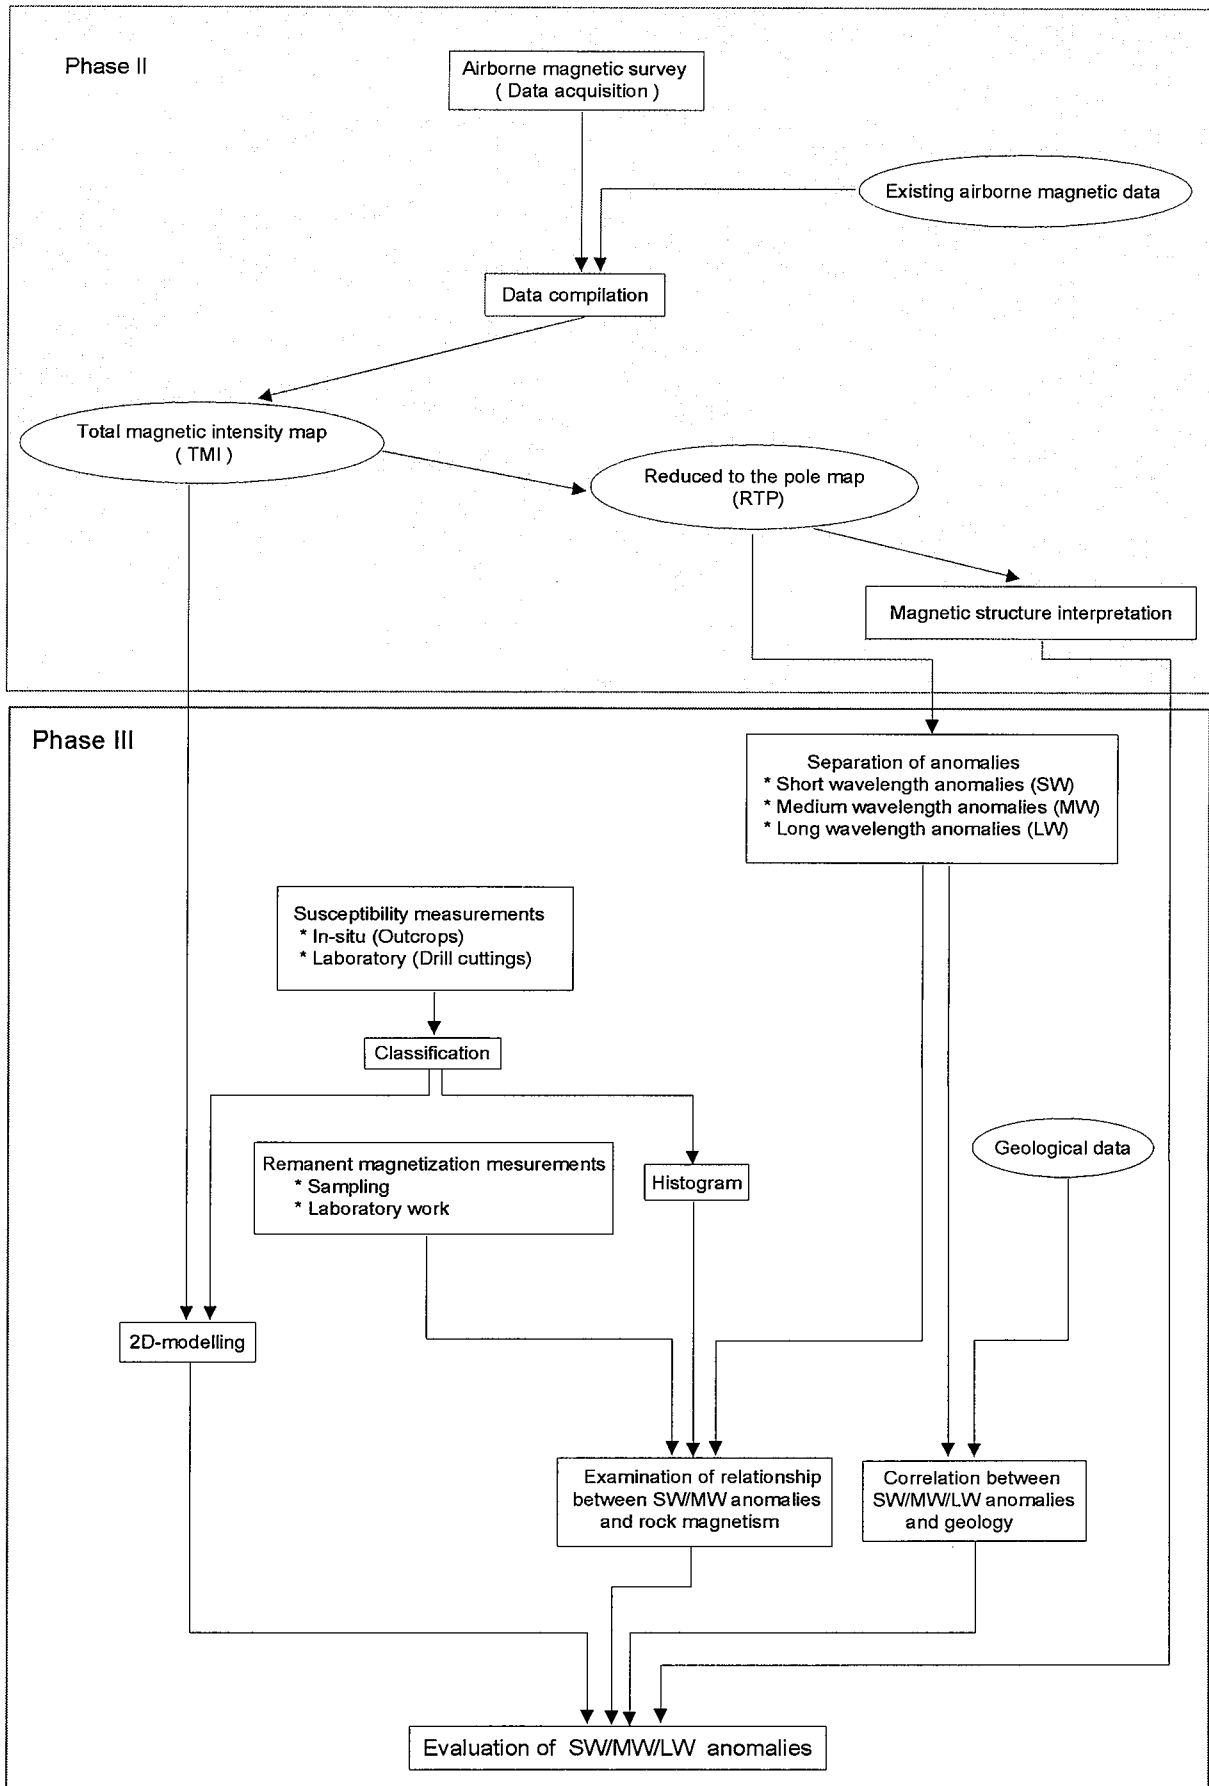 Phase II
Airborne magnetic survey
( Data acquisition )
Existing airborne magnetic data
Data compilation
Total magnetic intensity map
( TMI )
Reduced to the pole map
(RTP)
Magnetic structure interpretation
Phase III
Separation of anomalies
* Short wavelength anomalies (SW)
* Medium wavelength anomalies (MW)
* Long wavelength anomalies (LW)
Susceptibility measurements
* In-situ (Outcrops)
* Laboratory (Drill cuttings)
Classification
Geological data
Remanent magnetization mesurements
* Sampling
* Laboratory work
Histogram
2D-modelling
Examination of relationship
between SW/MW anomalies
and rock magnetism
Correlation between
SW/MW/LW anomalies
and geology
Evaluation of SW/MW/LW anomalies